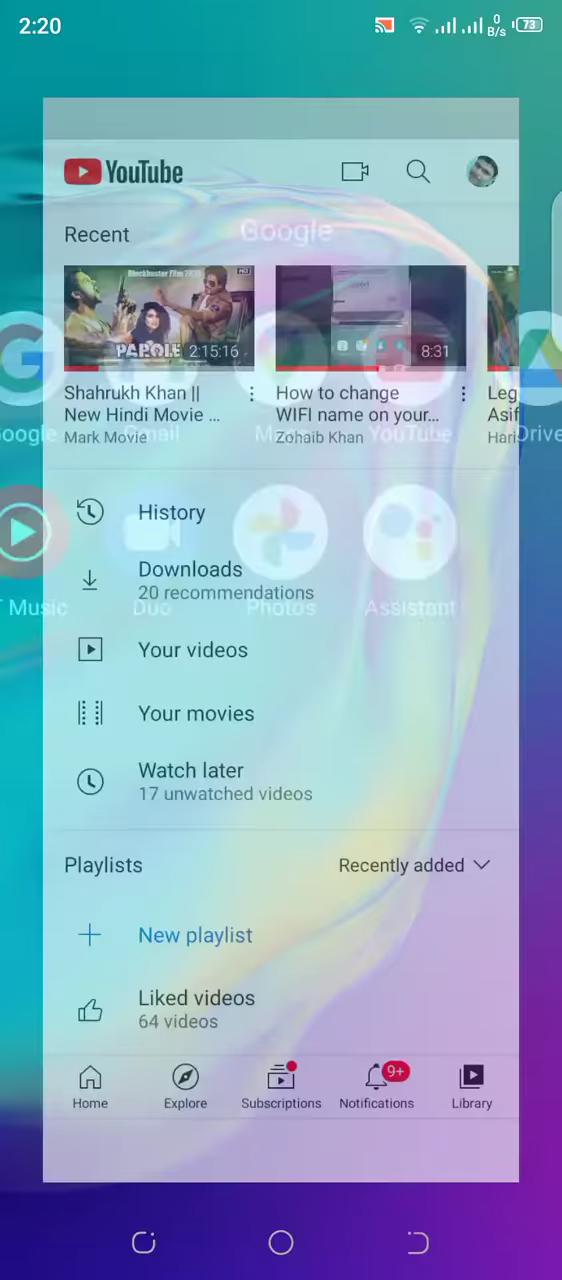 2:20
0
B/s
73
YouTube
Recent
Google
Blockbuster Film
PAROLE
2:15:16
8:31
Shahrukh Khan ||
New Hindi Movie ...
Mark Movie
How to change
WIFI name on your...
Zohaib Khan
Leg
Asif
Hari
Google
Gmail
Maps
YouTube
Drive
History
Downloads
20 recommendations
T Music
Duo
Photos
Assistant
Your videos
Your movies
Watch later
17 unwatched videos
Playlists
Recently added
New playlist
Liked videos
64 videos
9+
Home
Explore
Subscriptions
Notifications
Library